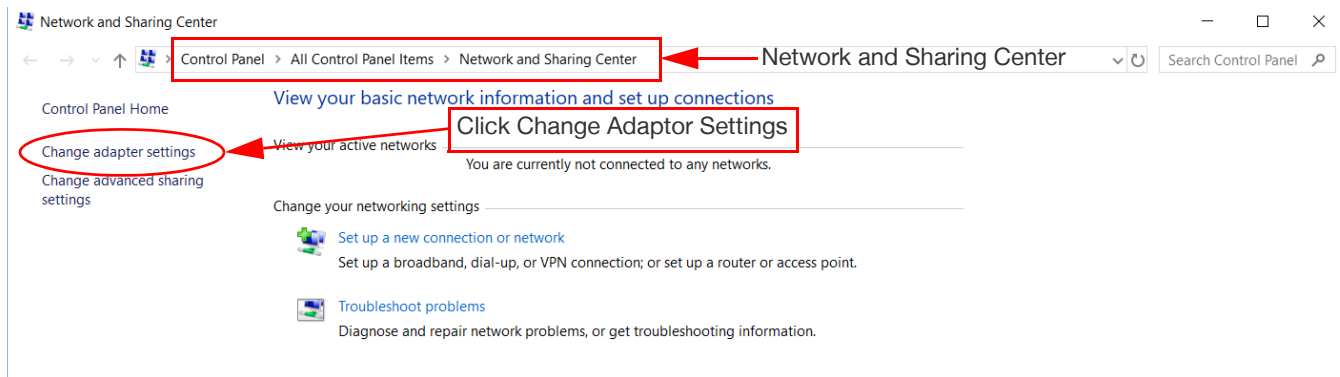 Network and Sharing Center
Control Panel > All Control Panel Items > Network and Sharing Center
Network and Sharing Center
Search Control Panel
Control Panel Home
Change adapter settings
Change advanced sharing
settings
View your basic network information and set up connections
Click Change Adaptor Settings
View your active networks
You are currently not connected to any networks.
Change your networking settings
Set up a new connection or network
Set up a broadband, dial-up, or VPN connection; or set up a router or access point.
Troubleshoot problems
Diagnose and repair network problems, or get troubleshooting information.